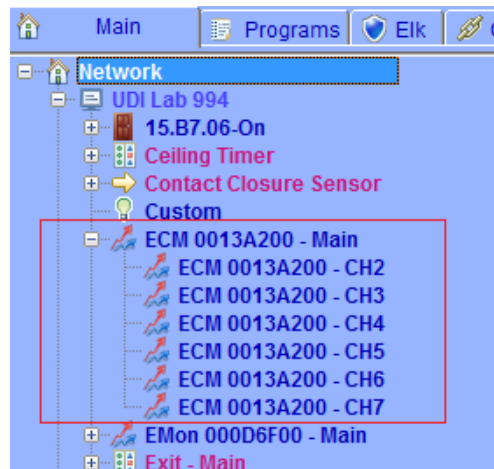 Main Programs Elk
Network
UDI Lab 994
15.B7.06-On
Ceiling Timer
Contact Closure Sensor
Custom
ECM 0013A200 - Main
ECM 0013A200 - CH2
ECM 0013A200 - CH3
ECM 0013A200 - CH4
ECM 0013A200 - CH5
ECM 0013A200 - CH6
ECM 0013A200 - CH7
EMon 000D6F00 - Main
Exit - Main